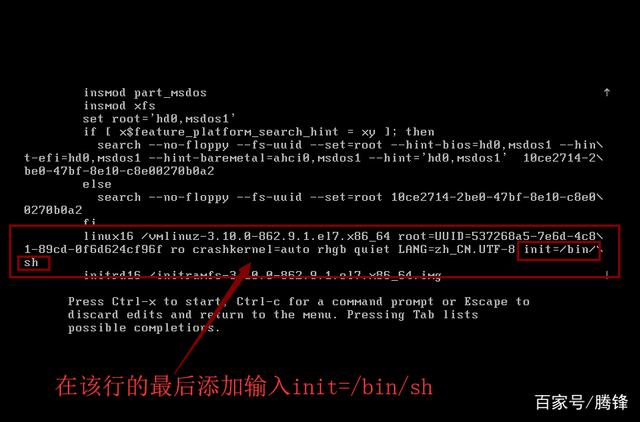 insmod part_msdos
insmod xfs
set root='hd0,msdos1'
if [ x$feature_platform_search_hint = xy ]; then
search --no-floppy --fs-uuid --set=root --hint-bios=hd0,msdos1 --hin\
t-efi=hd0,msdos1 --hint-baremetal=ahci0,msdos1 --hint='hd0,msdos1'  10ce2714-2\
be0-47bf-8e10-c8e00270b0a2
else
search --no-floppy --fs-uuid --set=root 10ce2714-2be0-47bf-8e10-c8e0\
0270b0a2
fi
linux16 /vmlinuz-3.10.0-862.9.1.el7.x86_64 root=UUID=537268a5-7e6d-4c8\
1-89cd-0f6d624cf96f ro crashkernel=auto rhgb quiet LANG=zh_CN.UTF-8 init=/bin/\
sh
initrd16 /initramfs-3.10.0-862.9.1.el7.x86_64.img
Press Ctrl-x to start, Ctrl-c for a command prompt or Escape to
discard edits and return to the menu. Pressing Tab lists
possible completions.
在该行的最后添加输入init=/bin/sh
百家号/腾锋